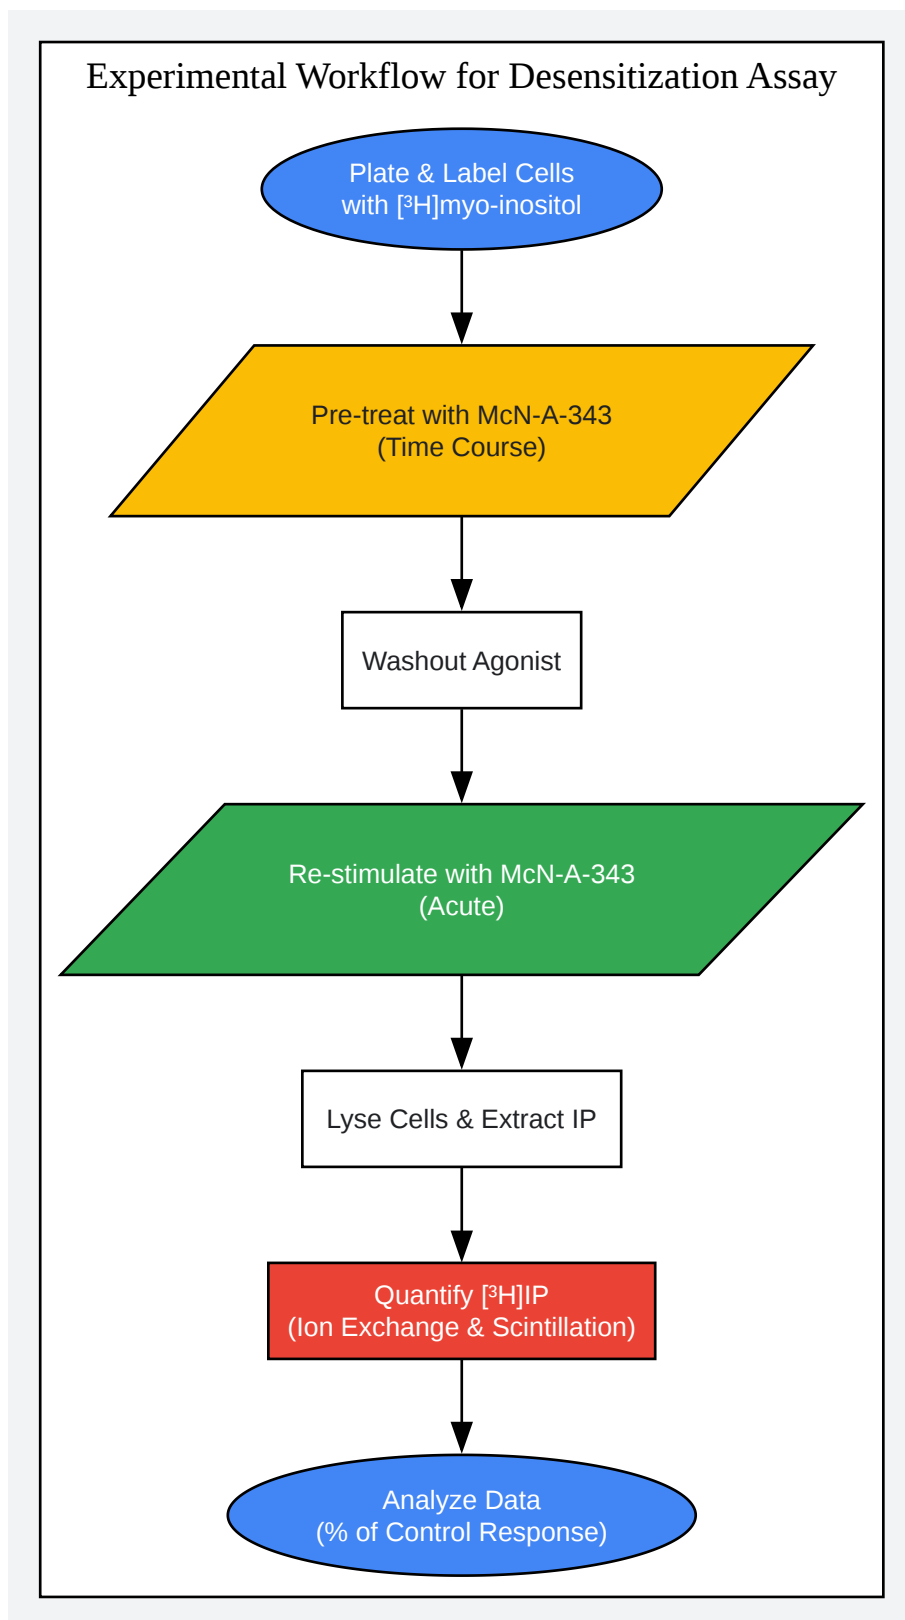 Experimental Workflow for Desensitization Assay
Plate & Label Cells
with [³H]myo-inositol
Pre-treat with McN-A-343
(Time Course)
Washout Agonist
Re-stimulate with McN-A-343
(Acute)
Lyse Cells & Extract IP
Quantify [³H]IP
(Ion Exchange & Scintillation)
Analyze Data
(% of Control Response)